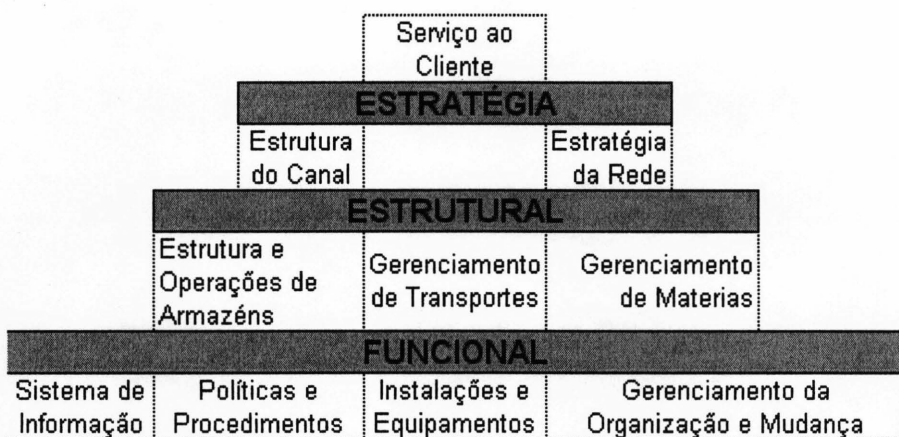 Serviço ao
Cliente
ESTRATÉGIA
Estrutura
do Canal
Estratégia
da Rede
ESTRUTURAL
Estrutura e
Operações de
Armazéns
Gerenciamento
de Transportes
Gerenciamento
de Materias
FUNCIONAL
Sistema de
Informação
Políticas e
Procedimentos
Instalações e
Equipamentos
Gerenciamento da
Organização e Mudança